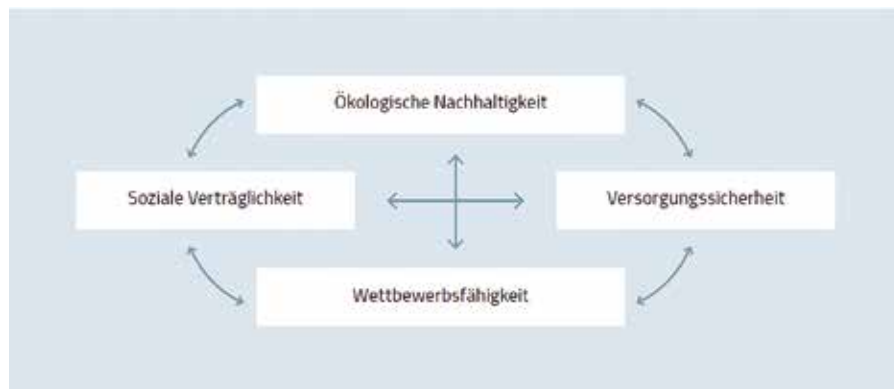 Ökologische Nachhaltigkeit
Soziale Verträglichkeit
Versorgungssicherheit
Wettbewerbsfähigkeit